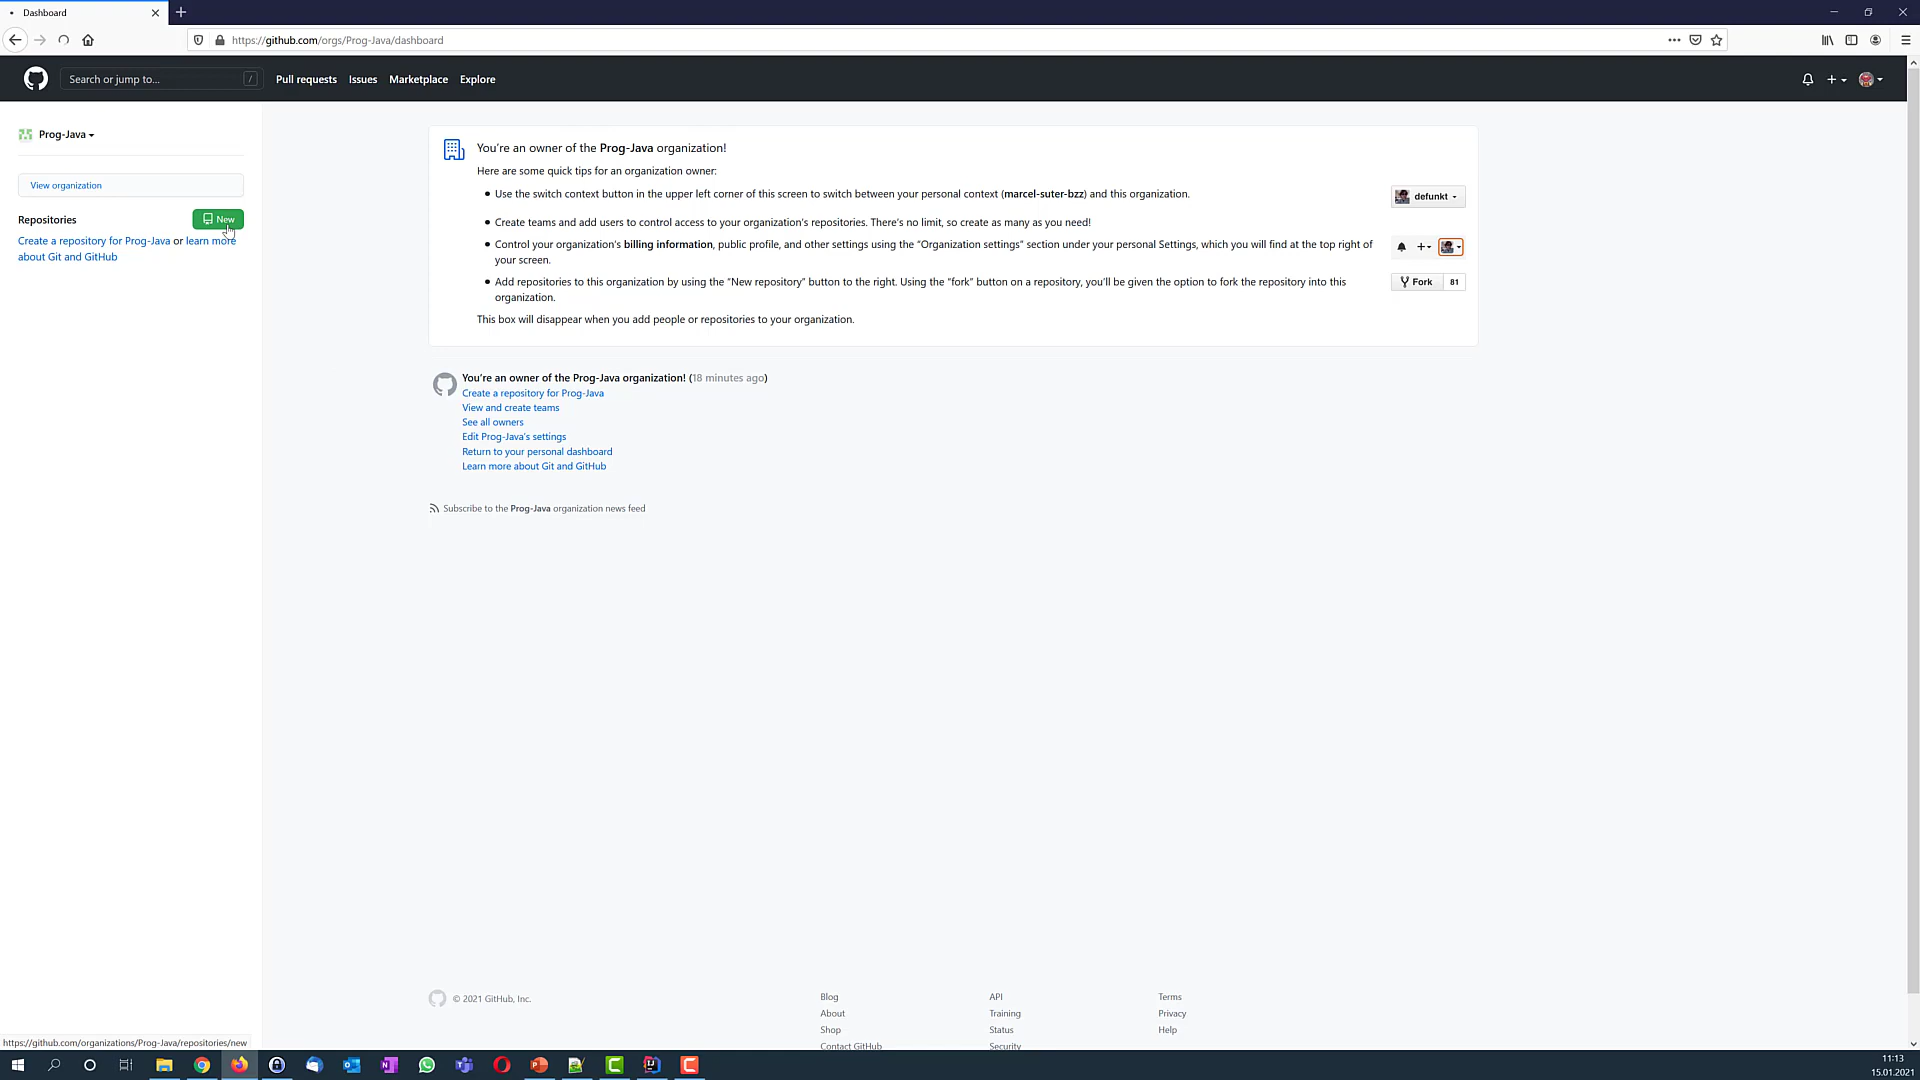 Dashboard
https://github.com/orgs/Prog-Java/dashboard
Search or jump to...
/
Pull requests
Issues
Marketplace
Explore
Prog-Java
View organization
Repositories
New
Create a repository for Prog-Java or learn more
about Git and GitHub
You're an owner of the Prog-Java organization!
Here are some quick tips for an organization owner:
Use the switch context button in the upper left corner of this screen to switch between your personal context (marcel-suter-bzz) and this organization.
defunkt
Create teams and add users to control access to your organization's repositories. There's no limit, so create as many as you need!
Control your organization's billing information, public profile, and other settings using the "Organization settings" section under your personal Settings, which you will find at the top right of
your screen.
Add repositories to this organization by using the "New repository" button to the right. Using the "fork" button on a repository, you'll be given the option to fork the repository into this
organization.
Fork 81
This box will disappear when you add people or repositories to your organization.
You're an owner of the Prog-Java organization! (18 minutes ago)
Create a repository for Prog-Java
View and create teams
See all owners
Edit Prog-Java's settings
Return to your personal dashboard
Learn more about Git and GitHub
Subscribe to the Prog-Java organization news feed
© 2021 GitHub, Inc.
Blog
About
Shop
Contact GitHub
API
Training
Status
Security
Terms
Privacy
Help
https://github.com/organizations/Prog-Java/repositories/new
11:13
15.01.2021